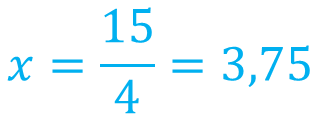 x = 15/4 = 3,75